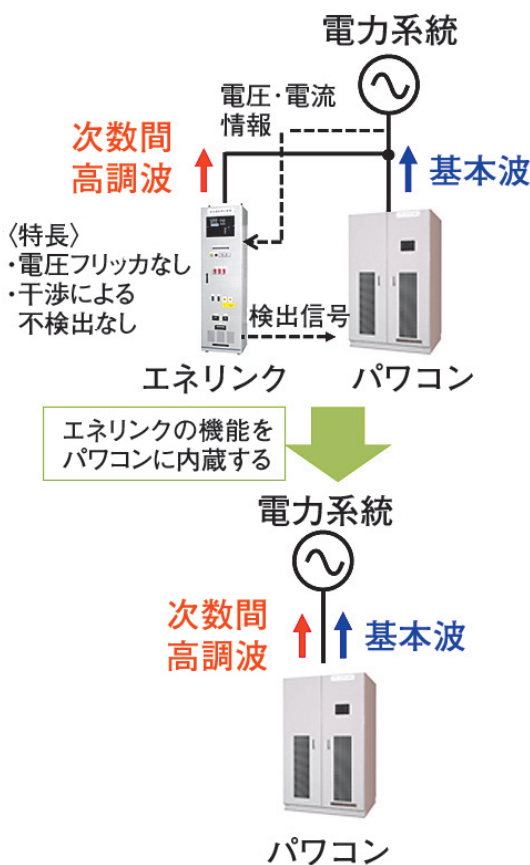 電力系統
電圧・電流
情報
次数間
高調波
基本波
〈特長〉
・電圧フリッカなし
・干渉による
不検出なし
検出信号
エネリンク
パワコン
エネリンクの機能を
パワコンに内蔵する
電力系統
次数間
高調波
基本波
パワコン